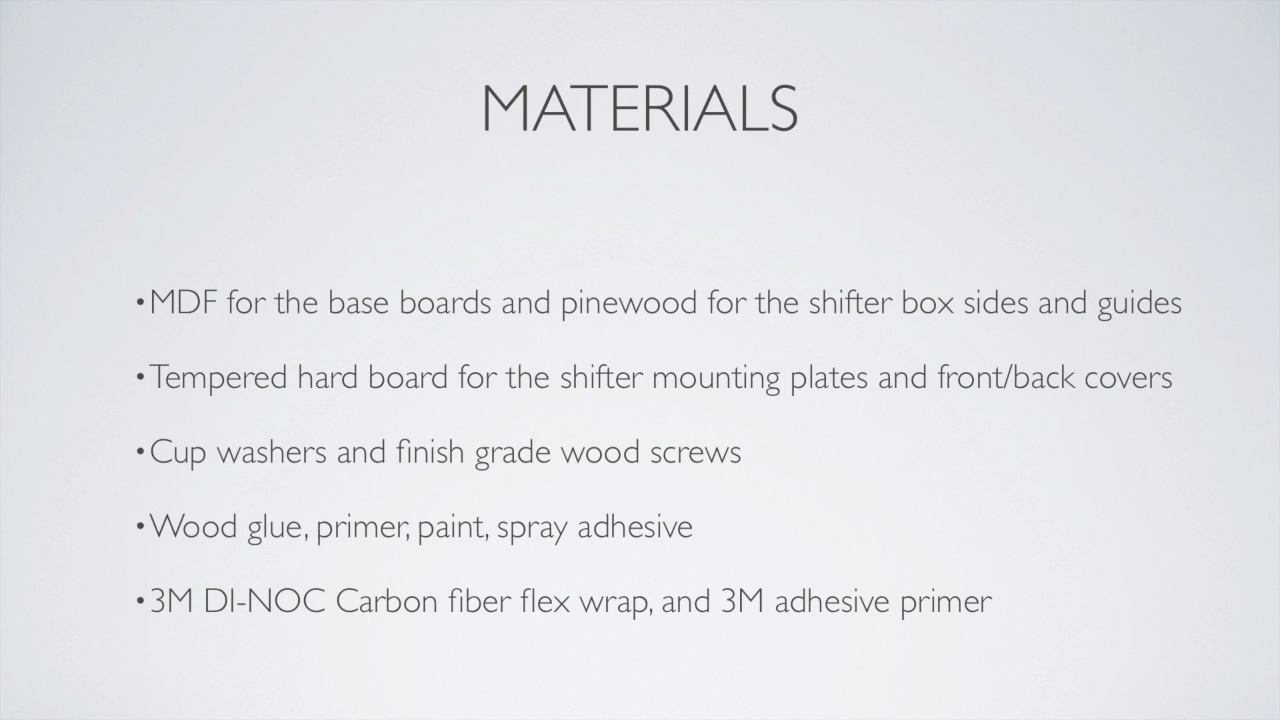 MATERIALS
• MDF for the base boards and pinewood for the shifter box sides and guides
• Tempered hard board for the shifter mounting plates and front/back covers
• Cup washers and finish grade wood screws
• Wood glue, primer, paint, spray adhesive
• 3M DI-NOC Carbon fiber flex wrap, and 3M adhesive primer